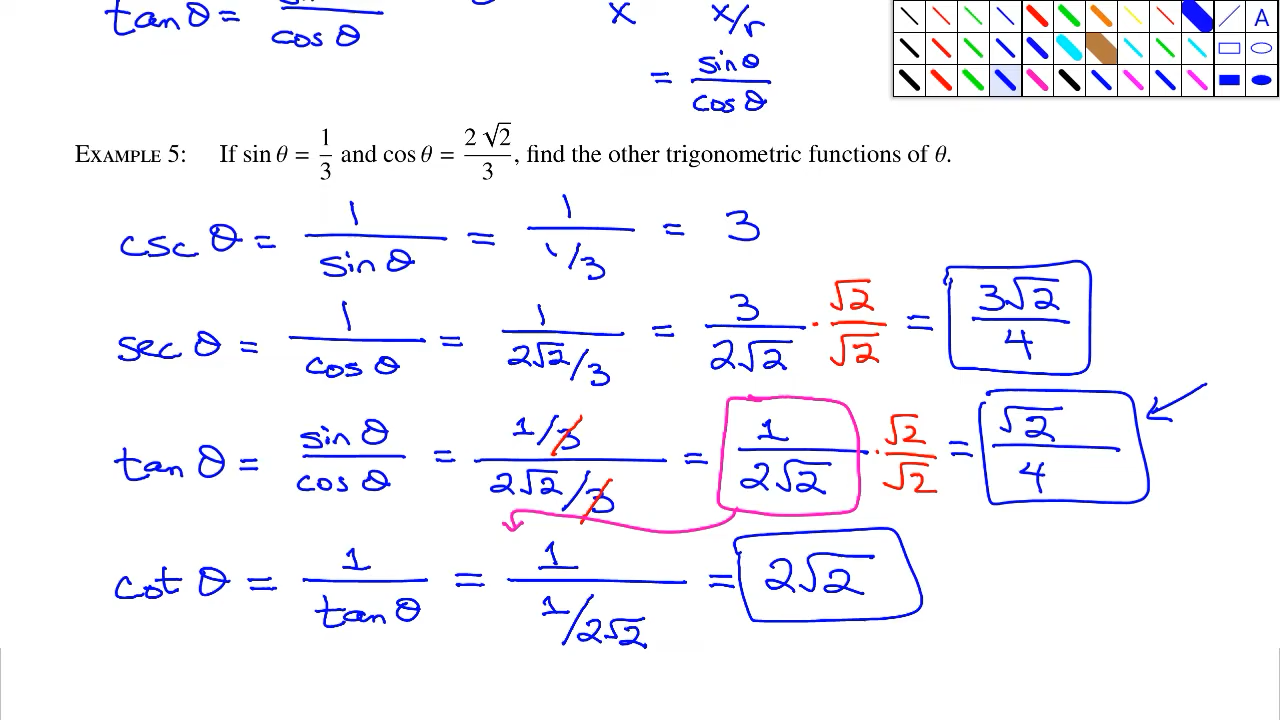 tan θ = sin θ / cos θ   x   x/r
= sin θ / cos θ
EXAMPLE 5: If sin θ = 1/3 and cos θ = 2√2/3, find the other trigonometric functions of θ.
csc θ = 1 / sin θ = 1 / (1/3) = 3
sec θ = 1 / cos θ = 1 / (2√2/3) = 3 / 2√2 · √2/√2 = 3√2 / 4
tan θ = sin θ / cos θ = (1/3) / (2√2/3) = 1 / 2√2 · √2/√2 = √2 / 4
cot θ = 1 / tan θ = 1 / (1/2√2) = 2√2
A